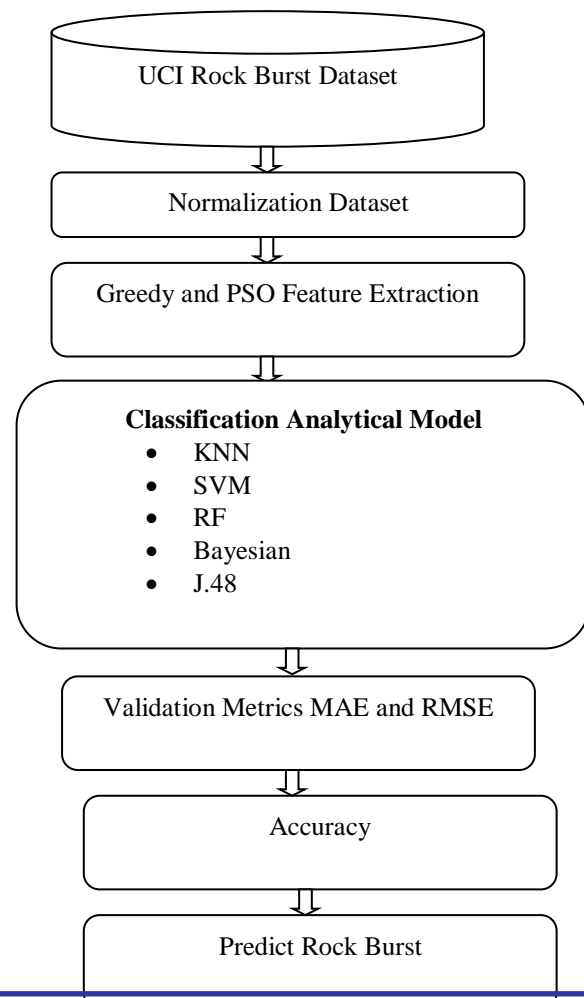 UCI Rock Burst Dataset
Normalization Dataset
Greedy and PSO Feature Extraction
Classification Analytical Model
• KNN
• SVM
• RF
• Bayesian
• J.48
Validation Metrics MAE and RMSE
Accuracy
Predict Rock Burst